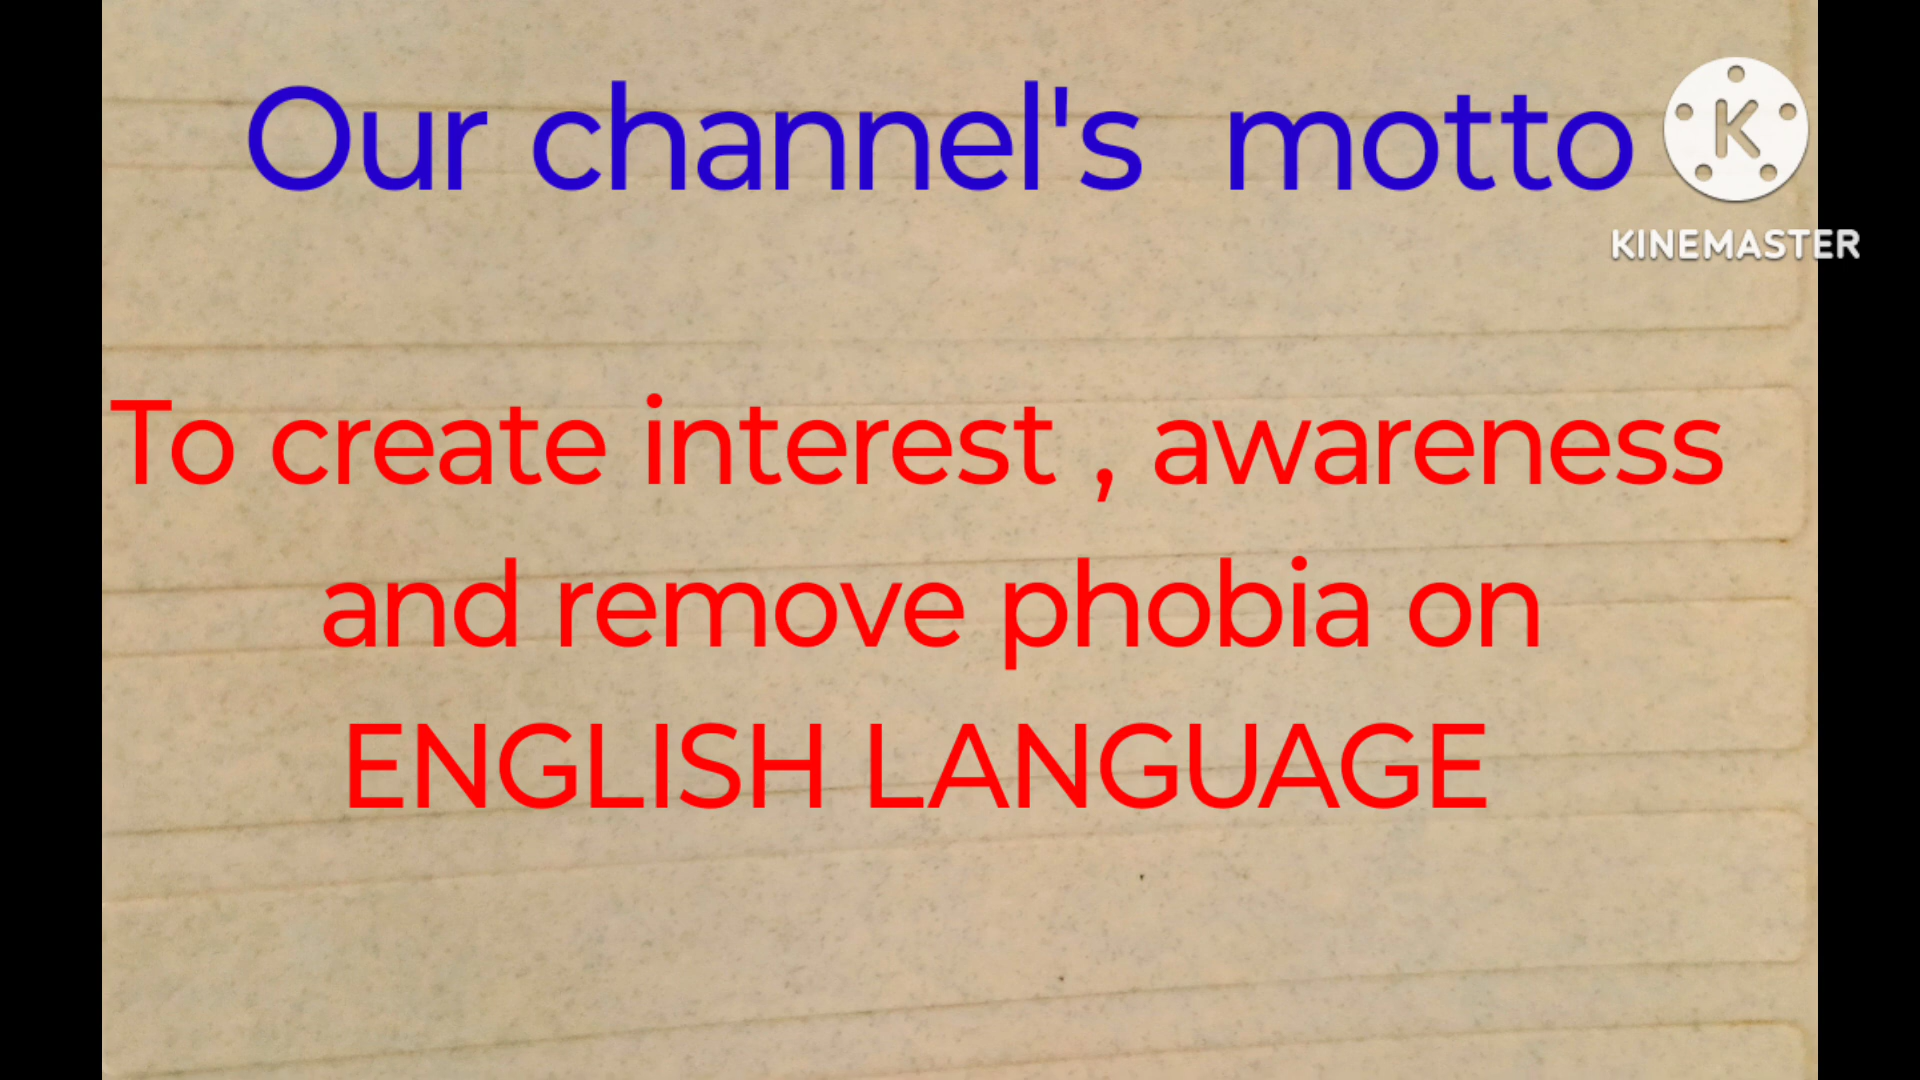 Our channel's motto
K
KINEMASTER
To create interest , awareness
and remove phobia on
ENGLISH LANGUAGE